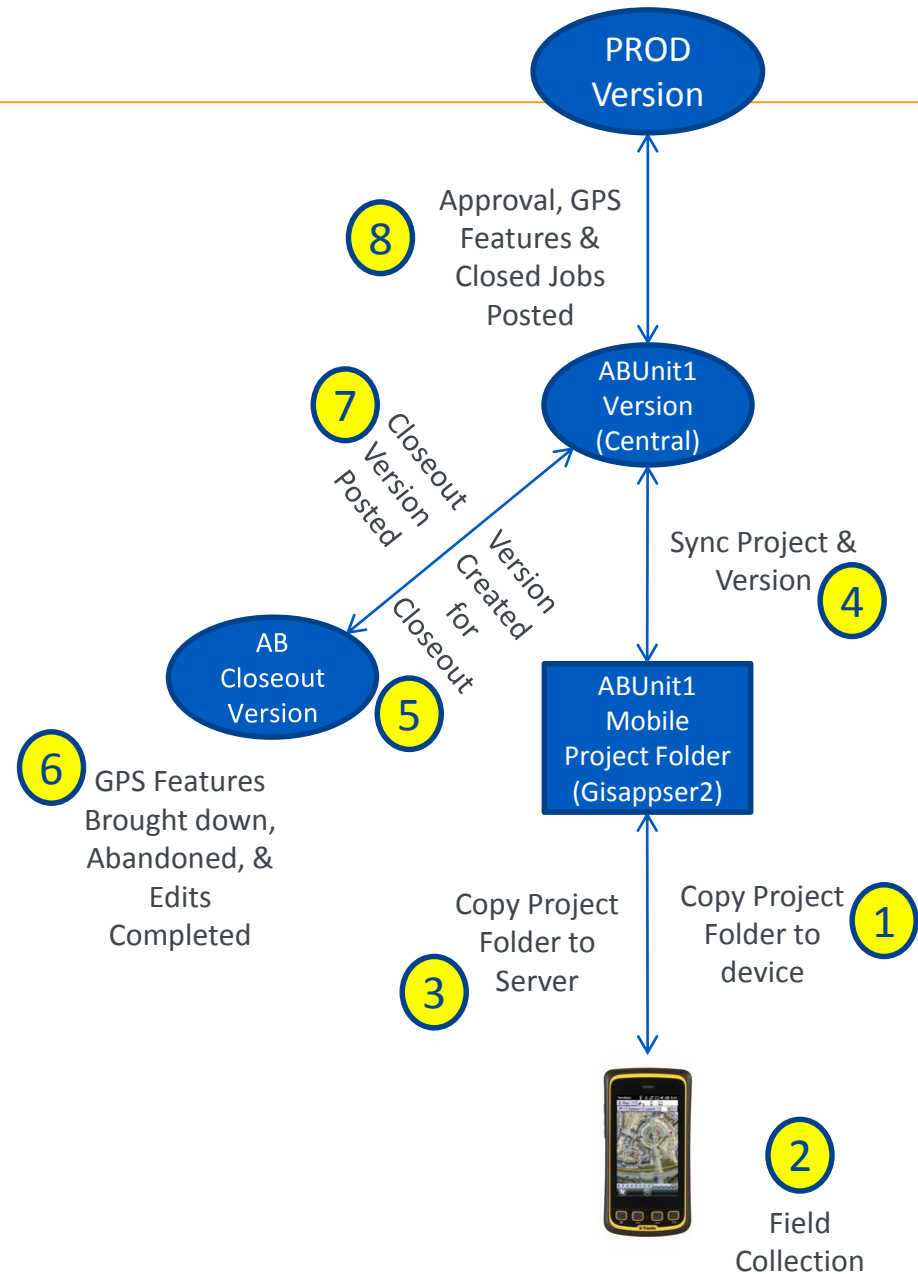 PROD
Version
8
Approval, GPS
Features &
Closed Jobs
Posted
ABUnit1
Version
(Central)
7
Closeout
Version
Posted
Version
Created
for
Closeout
Sync Project &
Version
4
AB
Closeout
Version
5
ABUnit1
Mobile
Project Folder
(Gisappser2)
6
GPS Features
Brought down,
Abandoned, &
Edits
Completed
Copy Project
Folder to
Server
3
Copy Project
Folder to
device
1
2
Field
Collection